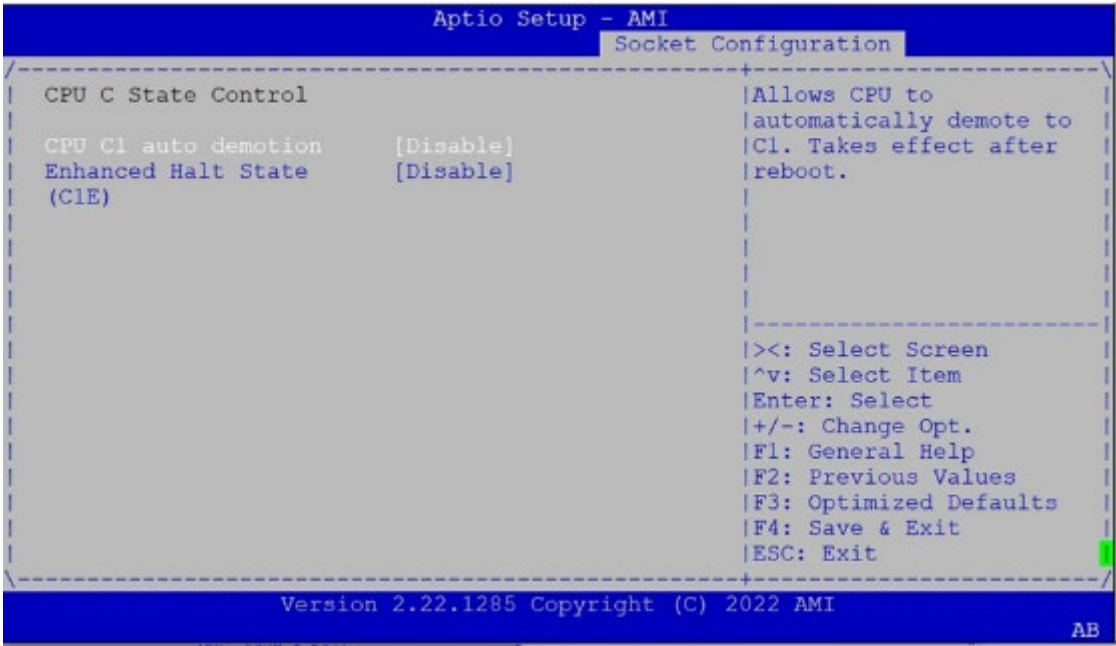 Aptio Setup - AMI
Socket Configuration
CPU C State Control
CPU C1 auto demotion [Disable]
Enhanced Halt State [Disable]
(C1E)
Allows CPU to
automatically demote to
C1. Takes effect after
reboot.
><: Select Screen
^v: Select Item
Enter: Select
+/-: Change Opt.
F1: General Help
F2: Previous Values
F3: Optimized Defaults
F4: Save & Exit
ESC: Exit
Version 2.22.1285 Copyright (C) 2022 AMI
AB